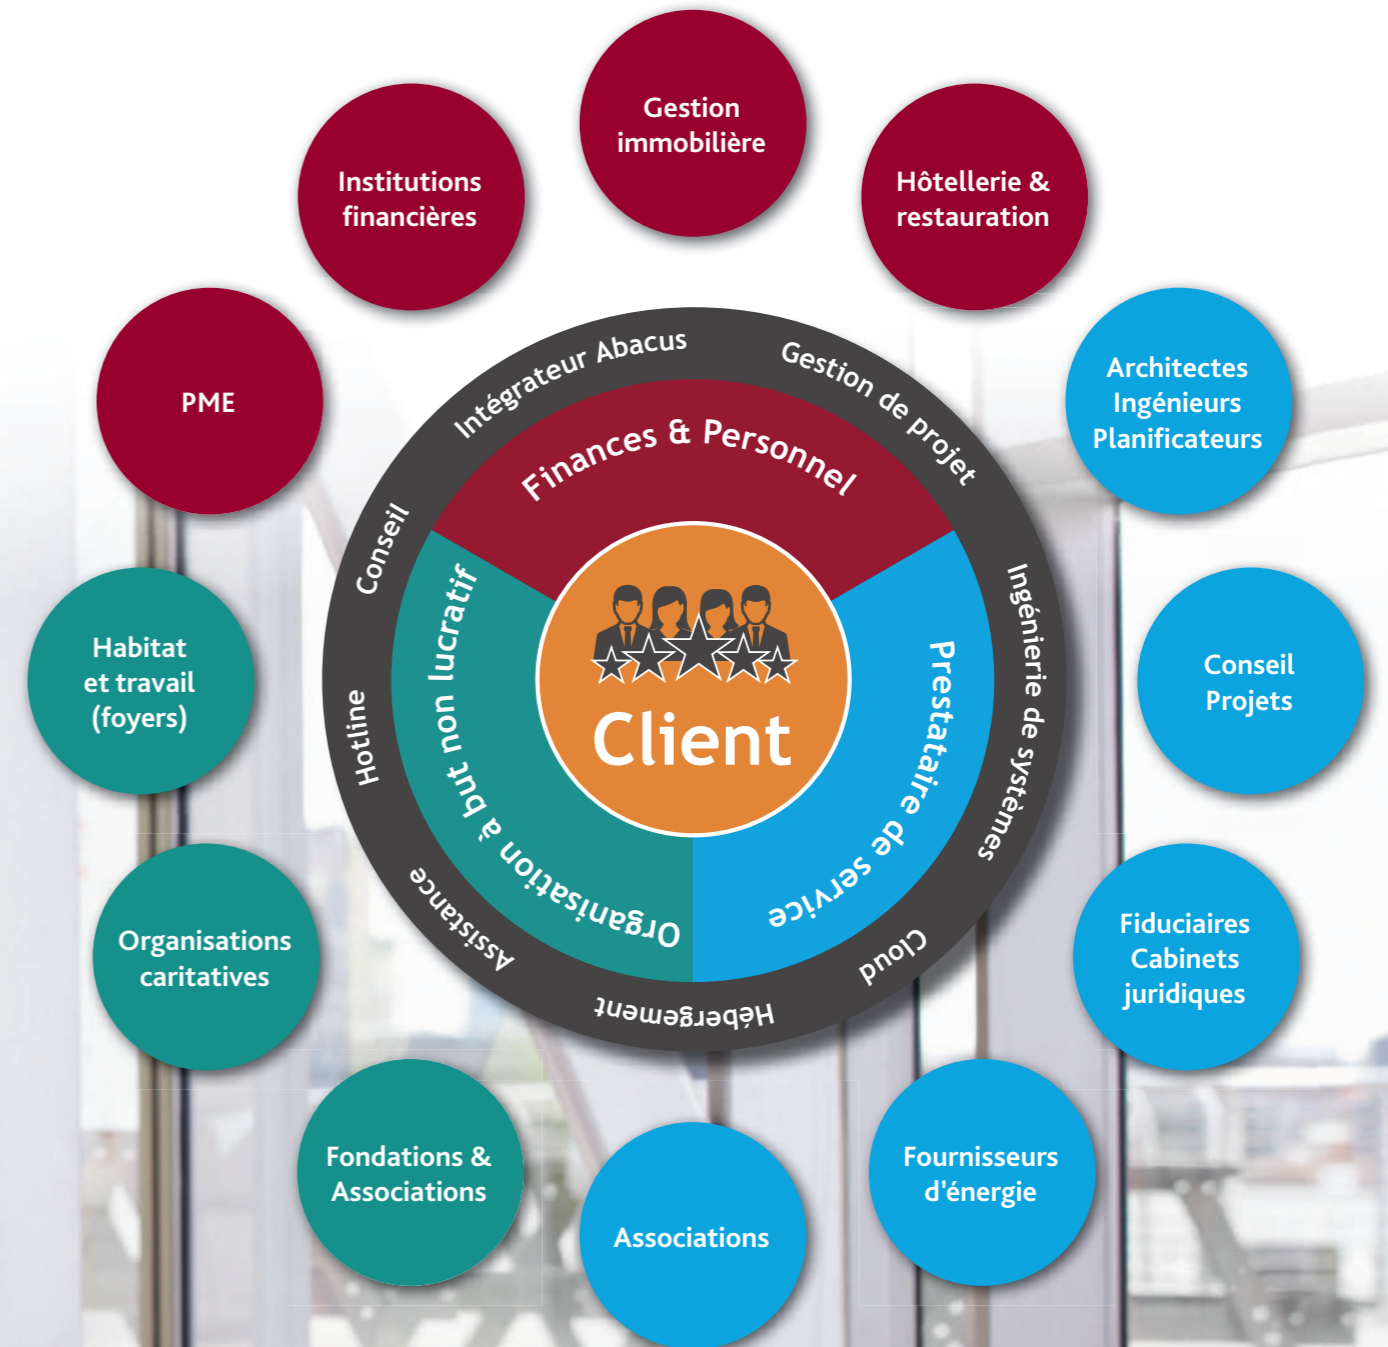 Gestion
immobilière
Institutions
financières
Hôtellerie &
restauration
PME
Architectes
Ingénieurs
Planificateurs
Habitat
et travail
(foyers)
Conseil
Projets
Organisations
caritatives
Fiduciaires
Cabinets
juridiques
Fondations &
Associations
Fournisseurs
d'énergie
Associations
Intégrateur Abacus
Gestion de projet
Ingénierie de systèmes
Cloud
Hébergement
Assistance
Hotline
Conseil
Finances & Personnel
Prestataire de service
Organisation à but non lucratif
Client